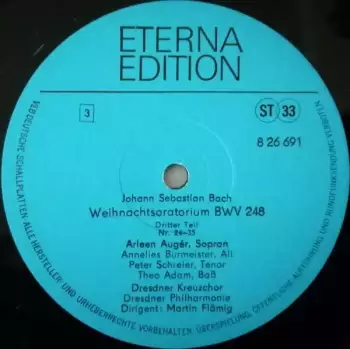 ETERNA
EDITION
3
ST 33
8 26 691
Johann Sebastian Bach
Weihnachtsoratorium BWV 248
Dritter Teil
Nr. 24-35
Arleen Augér, Sopran
Annelies Burmeister, Alt
Peter Schreier, Tenor
Theo Adam, Baß
Dresdner Kreuzchor
Dresdner Philharmonie
Dirigent: Martin Flämig
VEB DEUTSCHE SCHALLPLATTEN ALLE HERSTELLER UND URHEBERRECHTE VORBEHALTEN ÜBERSPIELUNG, ÖFFENTLICHE AUFFÜHRUNG UND RUNDFUNKSENDUNG VERBOTEN